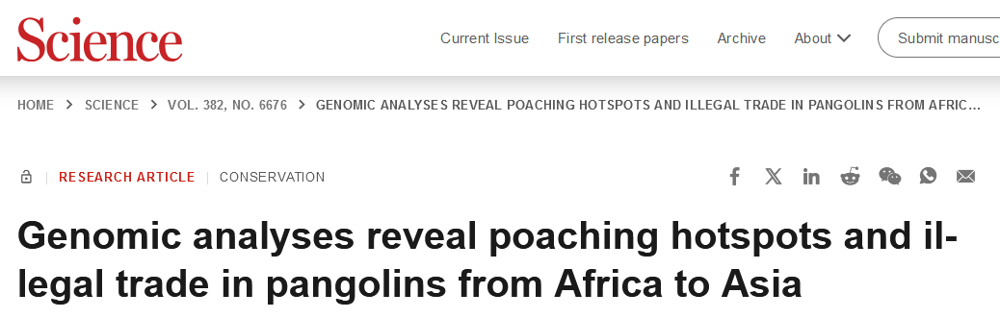 Science
Current Issue First release papers Archive About Submit manusc
HOME SCIENCE VOL. 382, NO. 6676 GENOMIC ANALYSES REVEAL POACHING HOTSPOTS AND ILLEGAL TRADE IN PANGOLINS FROM AFRIC...
RESEARCH ARTICLE CONSERVATION
Genomic analyses reveal poaching hotspots and il-
legal trade in pangolins from Africa to Asia